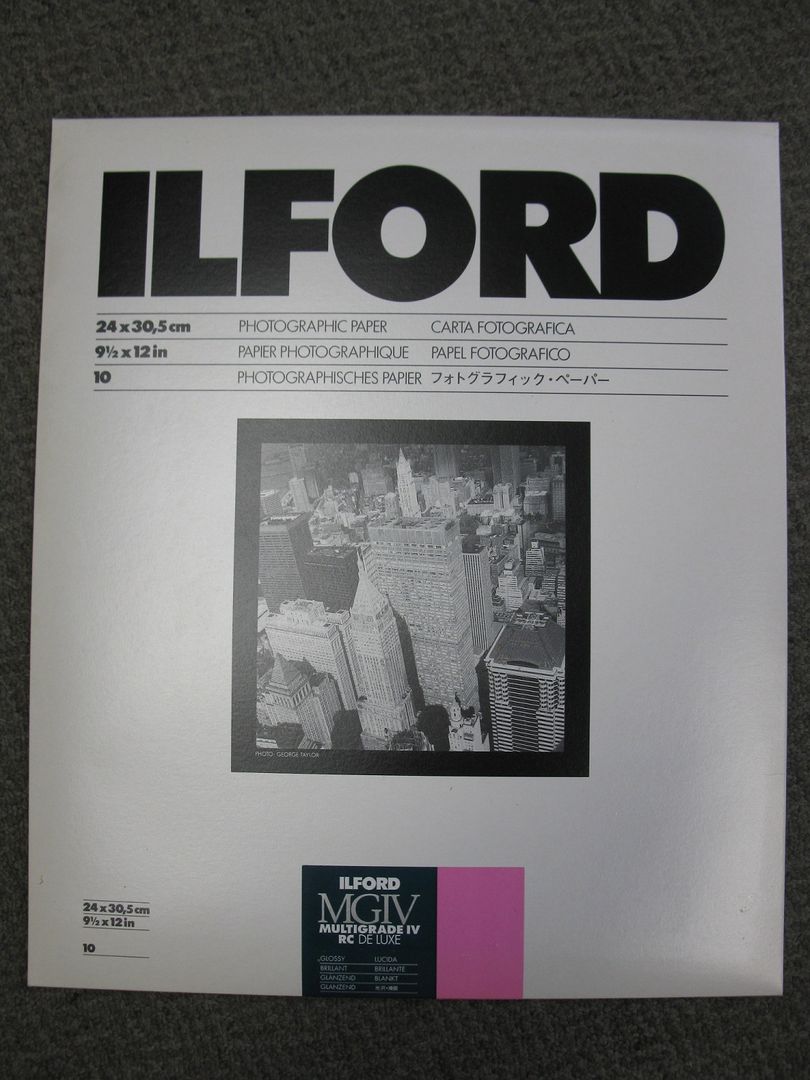 ILFORD
24 x 30,5 cm PHOTOGRAPHIC PAPER CARTA FOTOGRAFICA
9½ x 12 in PAPIER PHOTOGRAPHIQUE PAPEL FOTOGRAFICO
10 PHOTOGRAPHISCHES PAPIER フォトグラフィック・ペーパー
PHOTO: GEORGE TAYLOR
24 x 30,5 cm
9½ x 12 in
10
ILFORD
MGIV
MULTIGRADE IV
RC DE LUXE
GLOSSY LUCIDA
BRILLANT BRILLANTE
GLANZEND BLANKT
GLANZEND 光沢